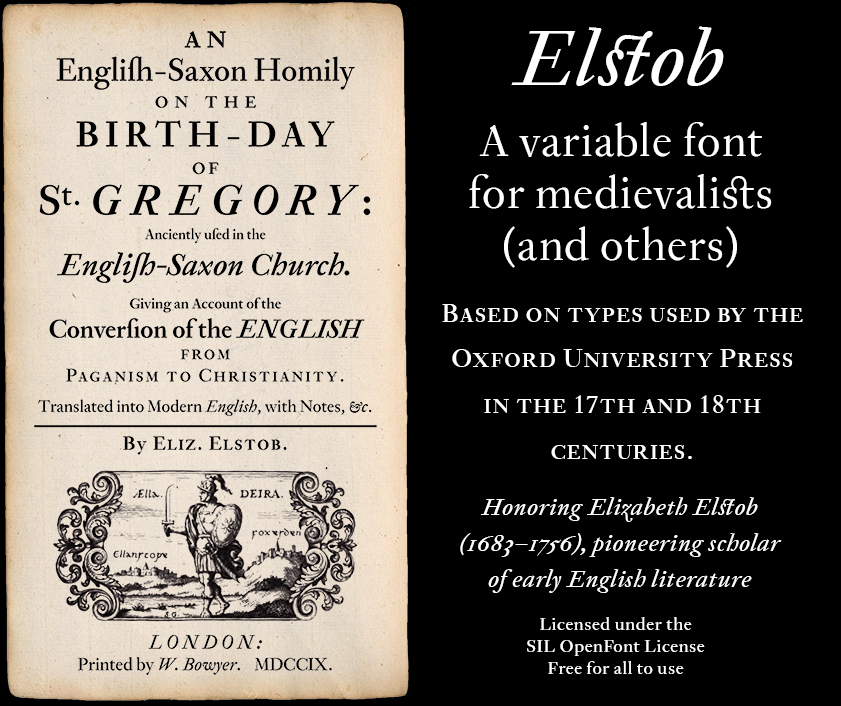 AN
Engliſh-Saxon Homily
ON THE
BIRTH-DAY
OF
St. GREGORY:
Anciently uſed in the
Engliſh-Saxon Church.
Giving an Account of the
Converſion of the ENGLISH
FROM
PAGANISM TO CHRISTIANITY.
Translated into Modern English, with Notes, &c.
By ELIZ. ELSTOB.
Ælla. DEIRA.
LONDON:
Printed by W. Bowyer. MDCCIX.
Elſtob
A variable font
for medievalists
(and others)
BASED ON TYPES USED BY THE
OXFORD UNIVERSITY PRESS
IN THE 17TH AND 18TH
CENTURIES.
Honoring Elizabeth Elſtob
(1683–1756), pioneering scholar
of early English literature
Licensed under the
SIL OpenFont License
Free for all to use